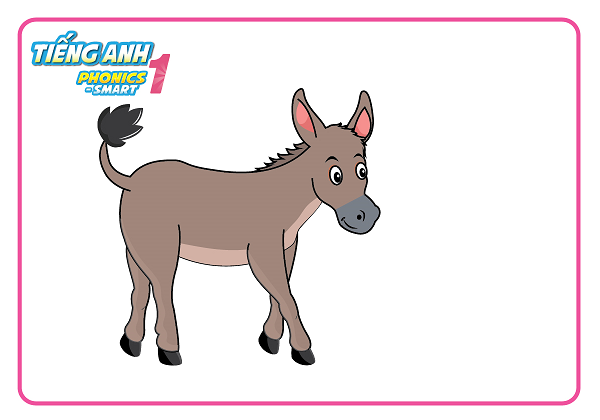 TIẾNG ANH
PHONICS 1
-SMART